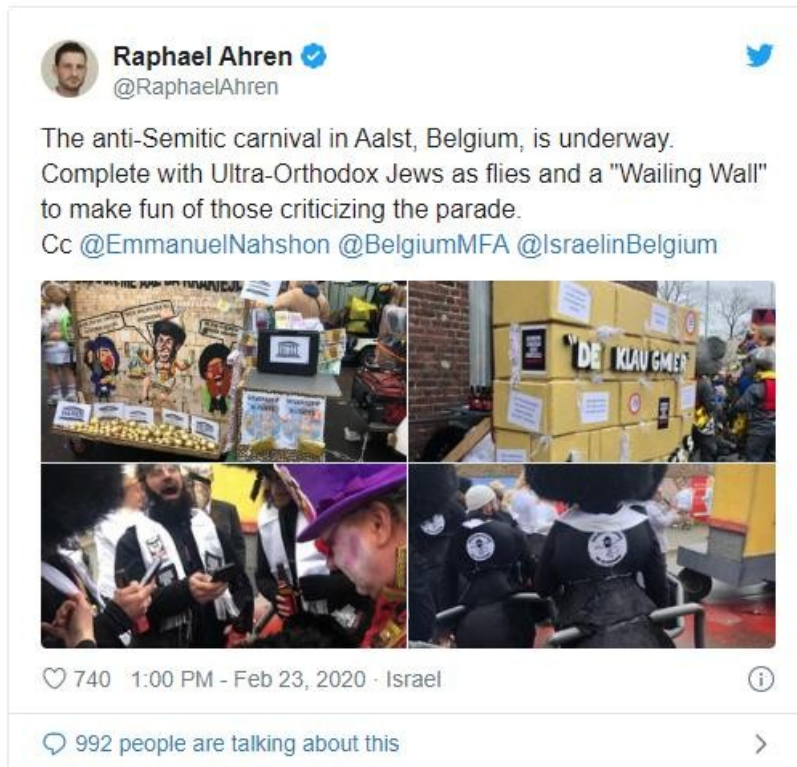 Raphael Ahren
@RaphaelAhren
The anti-Semitic carnival in Aalst, Belgium, is underway.
Complete with Ultra-Orthodox Jews as flies and a "Wailing Wall"
to make fun of those criticizing the parade.
Cc @EmmanuelNahshon @BelgiumMFA @IsraelinBelgium
"DE KLAUGMIER
740 1:00 PM - Feb 23, 2020 · Israel
992 people are talking about this